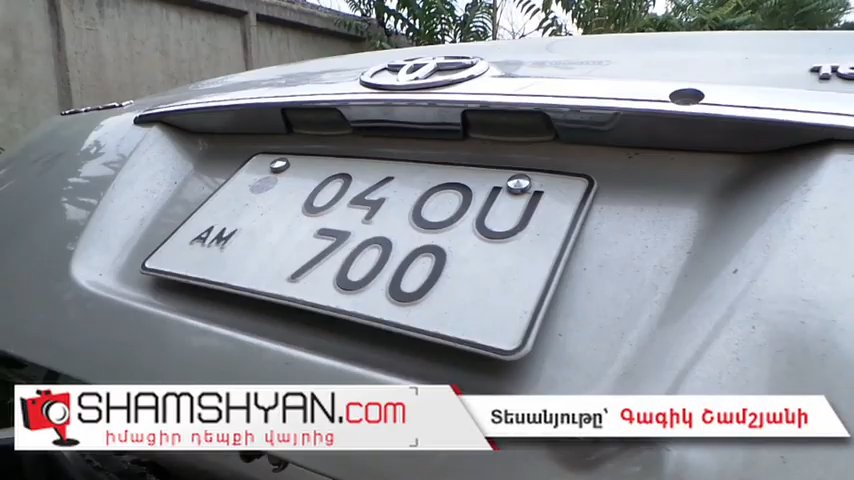 04 OU
AM
700
SHAMSHYAN.com
իմացիր դեպքի վայրից
Տեսանյութը՝ Գագիկ Շամշյանի